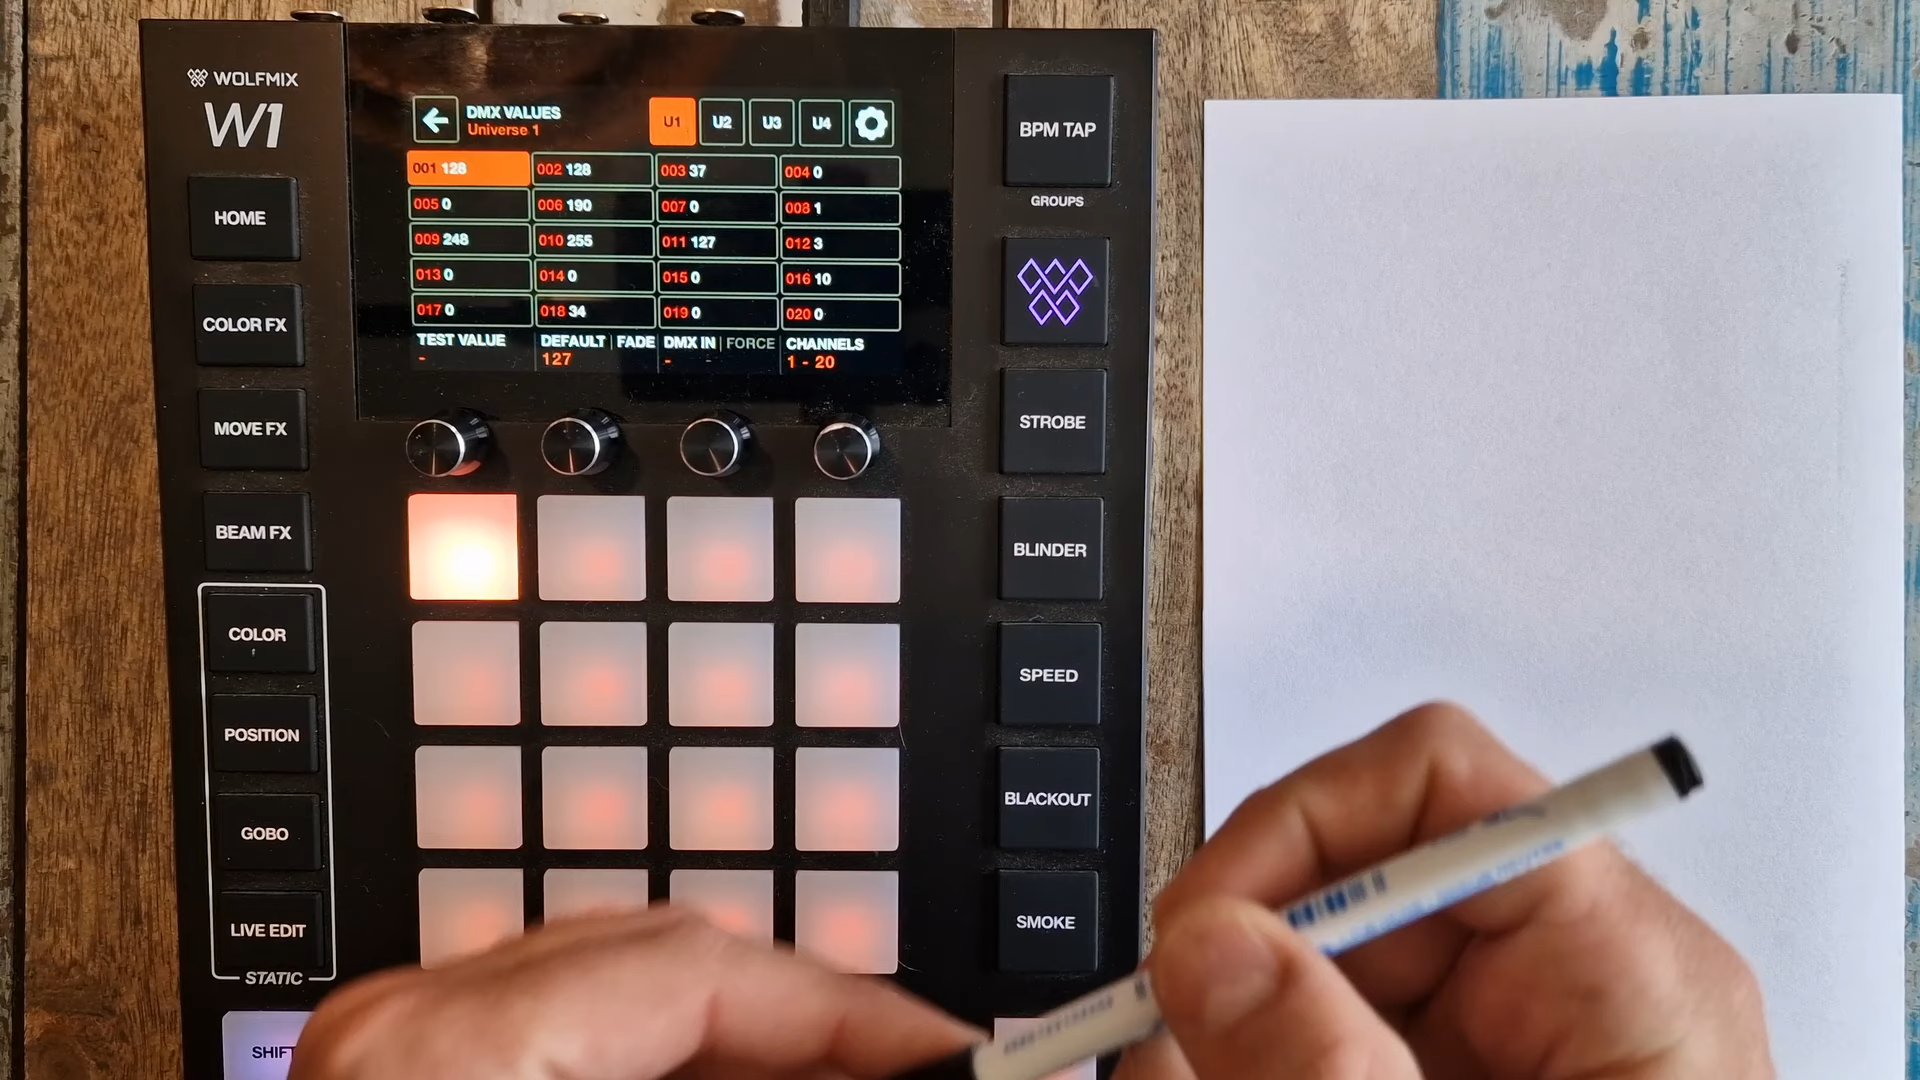 WOLFMIX
W1
HOME
COLOR FX
MOVE FX
BEAM FX
COLOR
POSITION
GOBO
LIVE EDIT
STATIC
SHIFT
DMX VALUES
Universe 1
U1 U2 U3 U4
001 128 002 128 003 37 004 0
005 0 006 190 007 0 008 1
009 248 010 255 011 127 012 3
013 0 014 0 015 0 016 10
017 0 018 34 019 0 020 0
TEST VALUE DEFAULT | FADE DMX IN | FORCE CHANNELS
- 127 - 1 - 20
BPM TAP
GROUPS
STROBE
BLINDER
SPEED
BLACKOUT
SMOKE